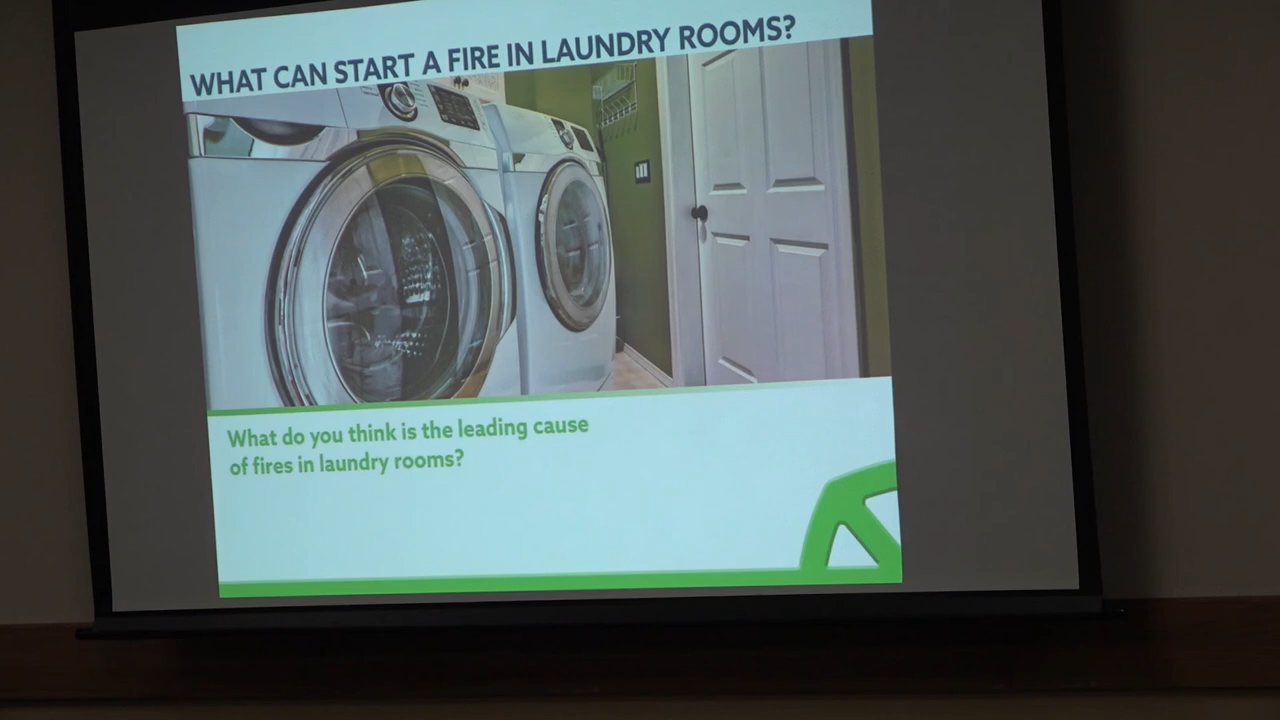 WHAT CAN START A FIRE IN LAUNDRY ROOMS?
What do you think is the leading cause
of fires in laundry rooms?